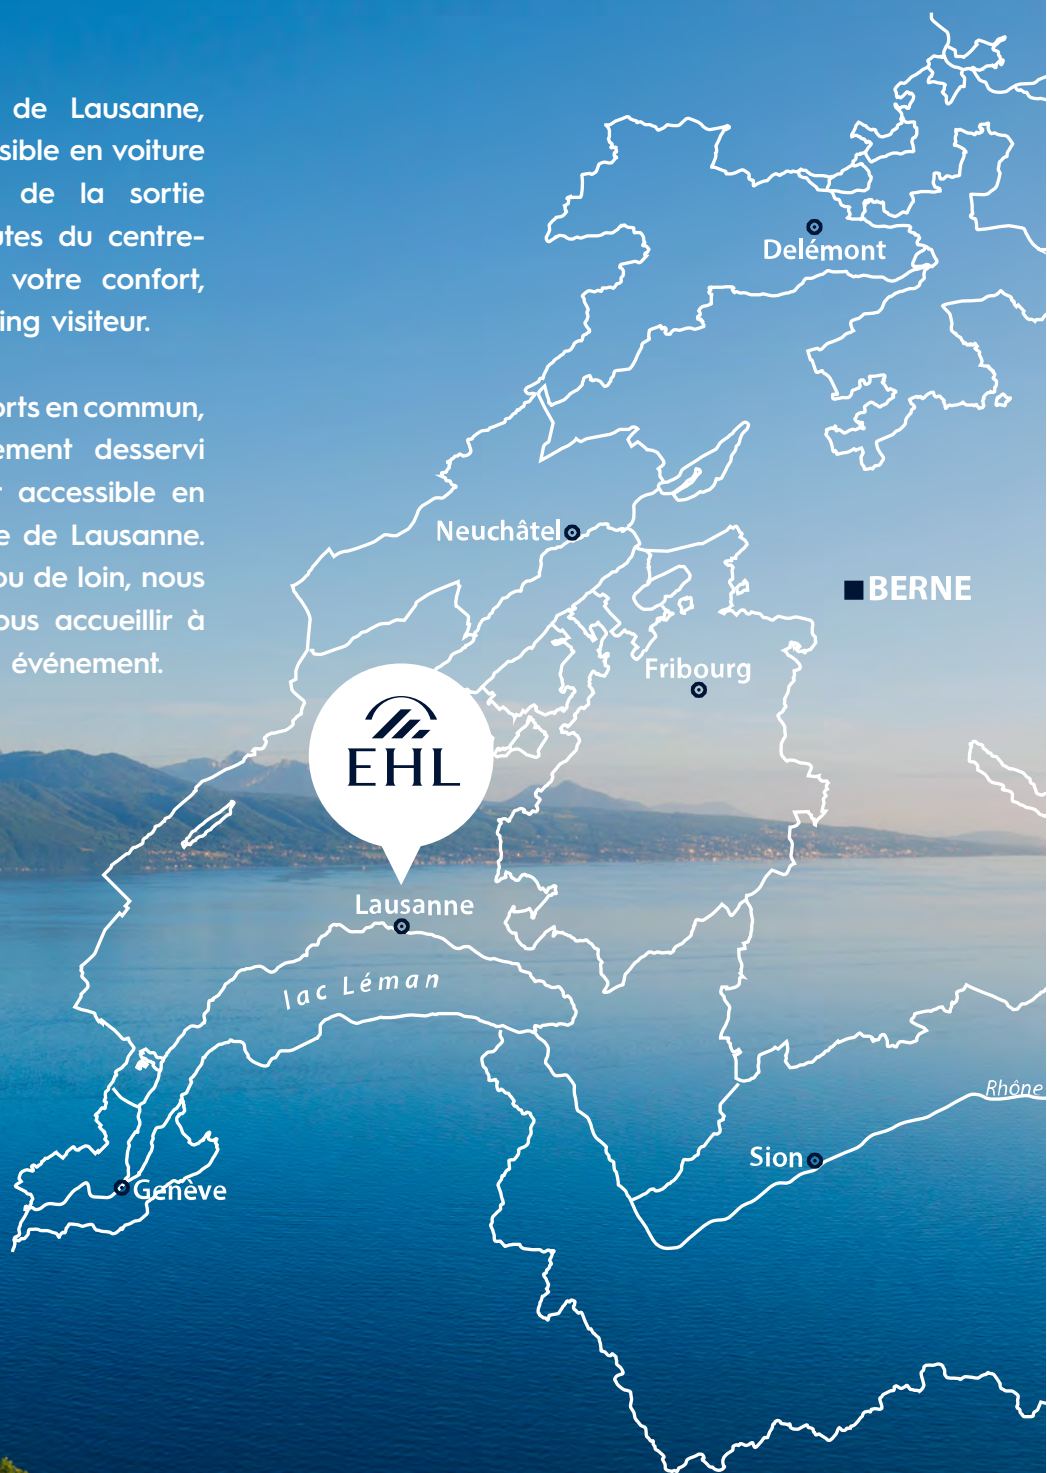 de Lausanne,
sible en voiture
de la sortie
utes du centre-
votre confort,
ing visiteur.
orts en commun,
ement desservi
accessible en
e de Lausanne.
ou de loin, nous
ous accueillir à
événement.
Delémont
Neuchâtel
BERNE
Fribourg
EHL
Lausanne
lac Léman
Rhône
Sion
Genève